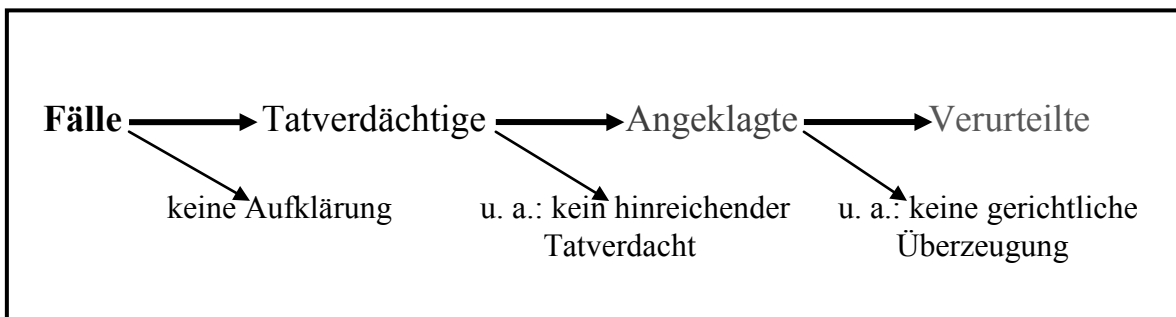 Fälle Tatverdächtige Angeklagte Verurteilte
keine Aufklärung
u. a.: kein hinreichender
Tatverdacht
u. a.: keine gerichtliche
Überzeugung